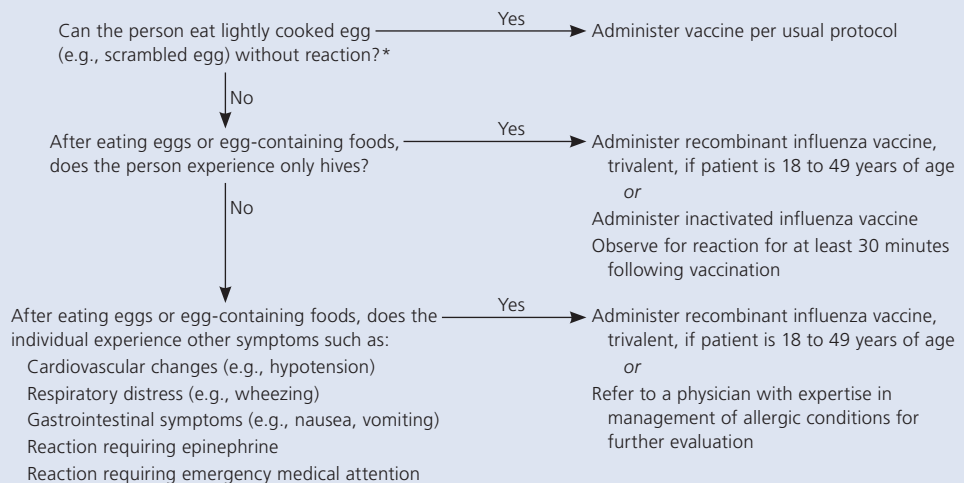 Can the person eat lightly cooked egg
(e.g., scrambled egg) without reaction?*
Yes
Administer vaccine per usual protocol
No
After eating eggs or egg-containing foods,
does the person experience only hives?
Yes
Administer recombinant influenza vaccine,
trivalent, if patient is 18 to 49 years of age
or
Administer inactivated influenza vaccine
Observe for reaction for at least 30 minutes
following vaccination
No
After eating eggs or egg-containing foods, does the
individual experience other symptoms such as:
Cardiovascular changes (e.g., hypotension)
Respiratory distress (e.g., wheezing)
Gastrointestinal symptoms (e.g., nausea, vomiting)
Reaction requiring epinephrine
Reaction requiring emergency medical attention
Yes
Administer recombinant influenza vaccine,
trivalent, if patient is 18 to 49 years of age
or
Refer to a physician with expertise in
management of allergic conditions for
further evaluation